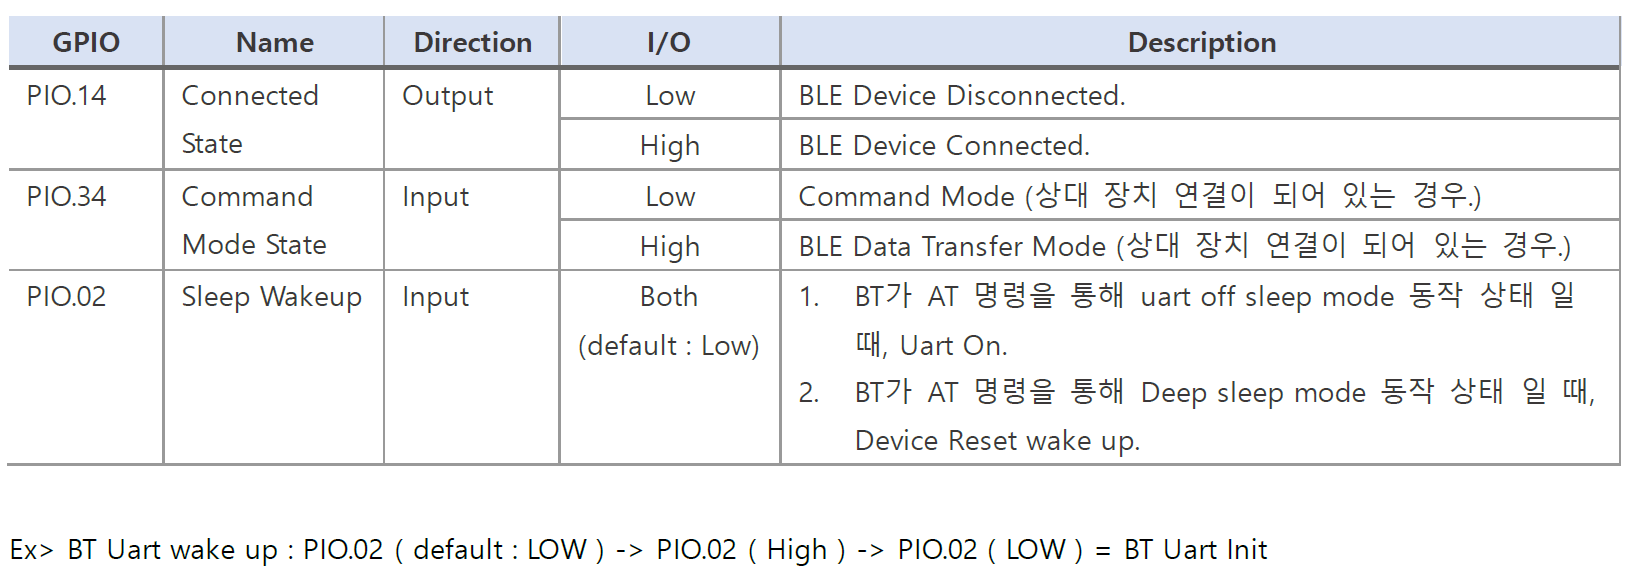 GPIO Name Direction I/O Description
PIO.14 Connected Output Low BLE Device Disconnected.
State High BLE Device Connected.
PIO.34 Command Input Low Command Mode (상대 장치 연결이 되어 있는 경우.)
Mode State High BLE Data Transfer Mode (상대 장치 연결이 되어 있는 경우.)
PIO.02 Sleep Wakeup Input Both 1. BT가 AT 명령을 통해 uart off sleep mode 동작 상태 일
(default : Low) 때, Uart On.
2. BT가 AT 명령을 통해 Deep sleep mode 동작 상태 일 때,
Device Reset wake up.
Ex> BT Uart wake up : PIO.02 ( default : LOW ) -> PIO.02 ( High ) -> PIO.02 ( LOW ) = BT Uart Init